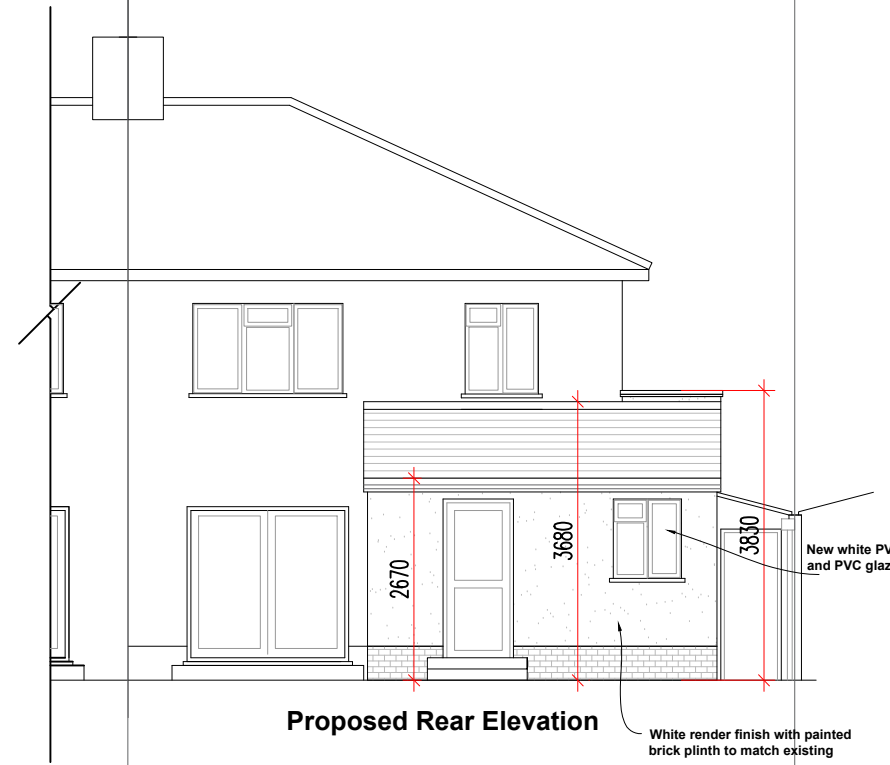 2670
3680
3830
New white PV
and PVC glaz
Proposed Rear Elevation
White render finish with painted
brick plinth to match existing